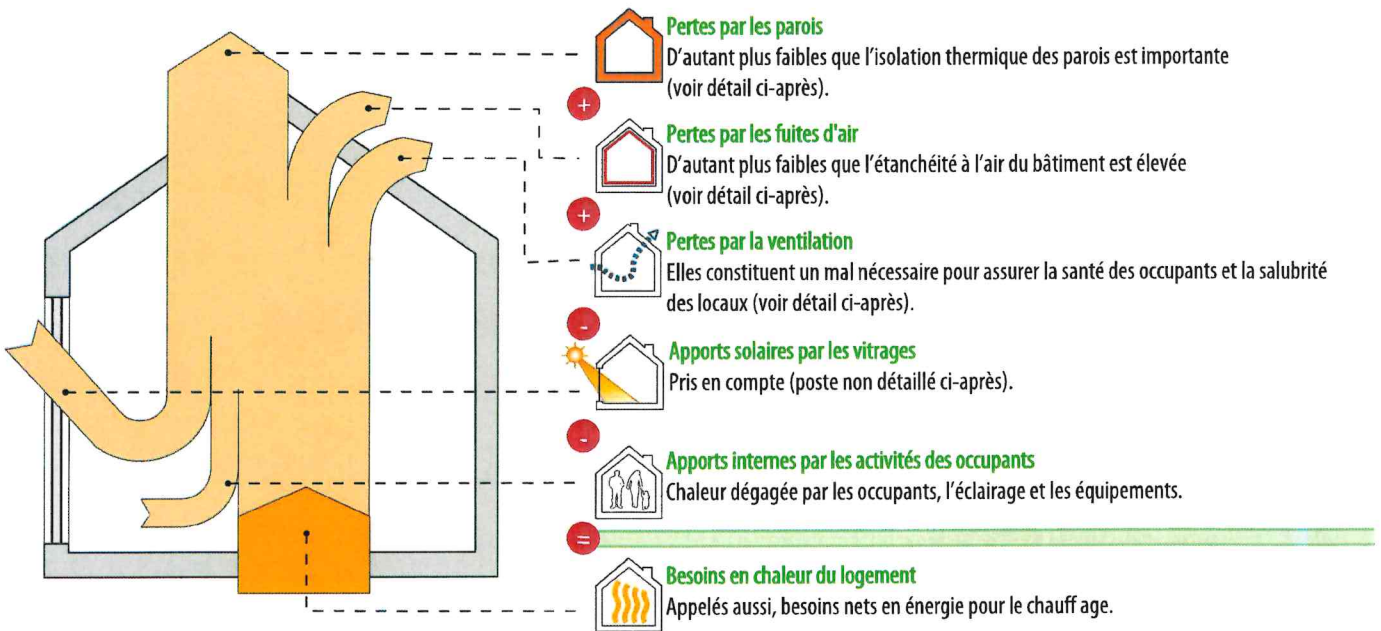 Pertes par les parois
D'autant plus faibles que l'isolation thermique des parois est importante
(voir détail ci-après).
+
Pertes par les fuites d'air
D'autant plus faibles que l'étanchéité à l'air du bâtiment est élevée
(voir détail ci-après).
+
Pertes par la ventilation
Elles constituent un mal nécessaire pour assurer la santé des occupants et la salubrité
des locaux (voir détail ci-après).
-
Apports solaires par les vitrages
Pris en compte (poste non détaillé ci-après).
-
Apports internes par les activités des occupants
Chaleur dégagée par les occupants, l'éclairage et les équipements.
=
Besoins en chaleur du logement
Appelés aussi, besoins nets en énergie pour le chauff age.